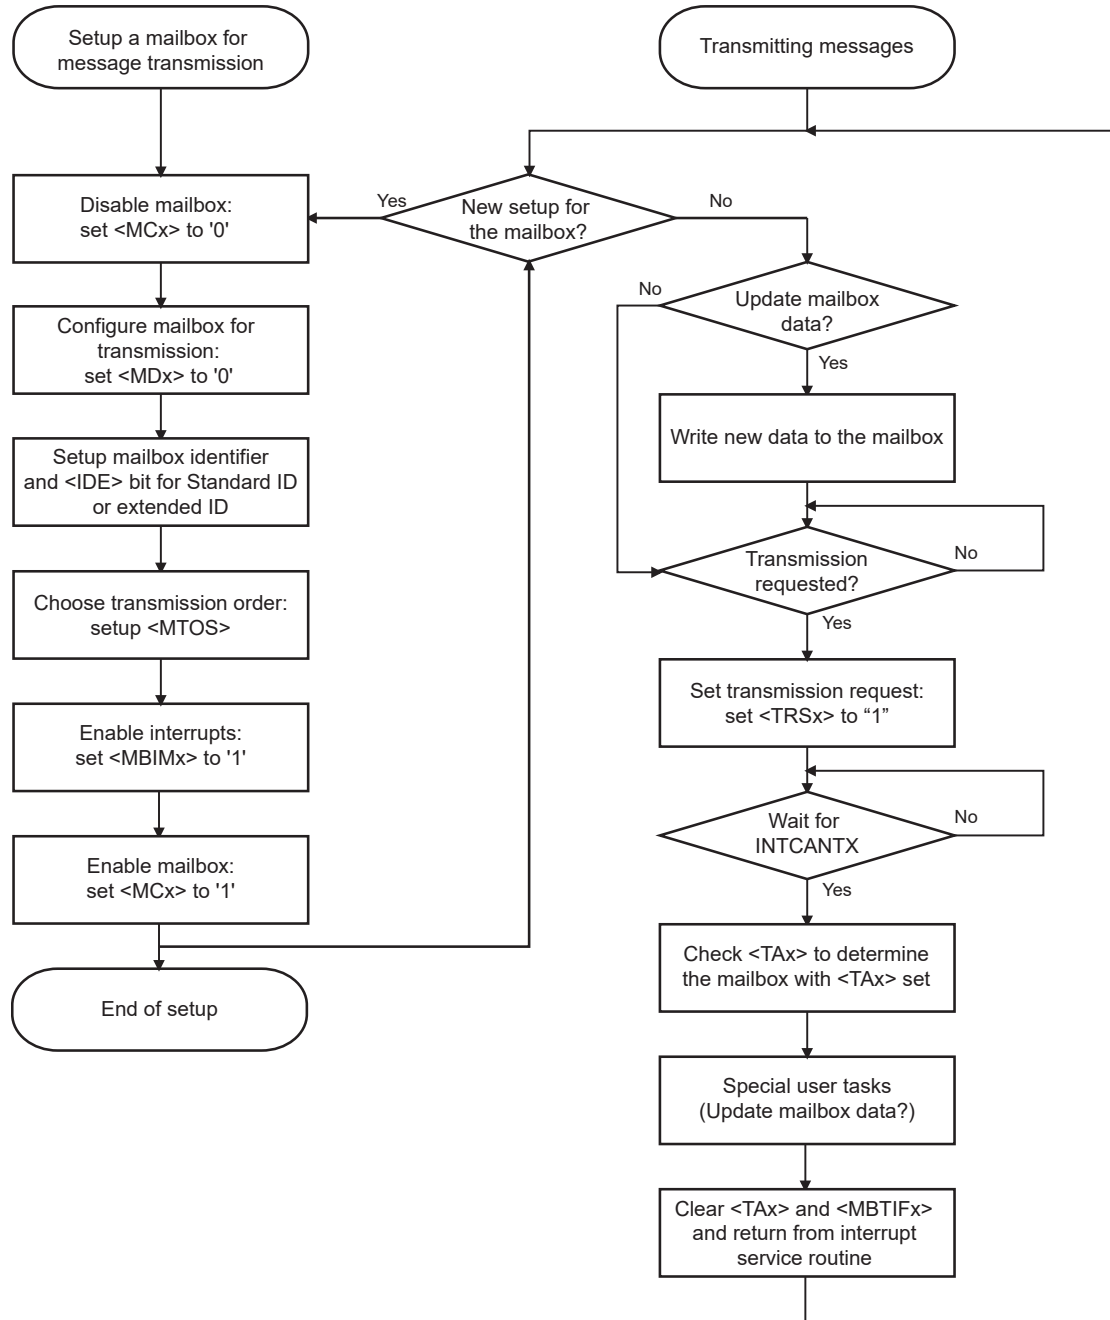 Setup a mailbox for
message transmission
Disable mailbox:
set <MCx> to '0'
Configure mailbox for
transmission:
set <MDx> to '0'
Setup mailbox identifier
and <IDE> bit for Standard ID
or extended ID
Choose transmission order:
setup <MTOS>
Enable interrupts:
set <MBIMx> to '1'
Enable mailbox:
set <MCx> to '1'
End of setup
Transmitting messages
Yes
New setup for
the mailbox?
No
No
Update mailbox
data?
Yes
Write new data to the mailbox
Transmission
requested?
No
Yes
Set transmission request:
set <TRSx> to “1”
Wait for
INTCANTX
No
Yes
Check <TAx> to determine
the mailbox with <TAx> set
Special user tasks
(Update mailbox data?)
Clear <TAx> and <MBTIFx>
and return from interrupt
service routine